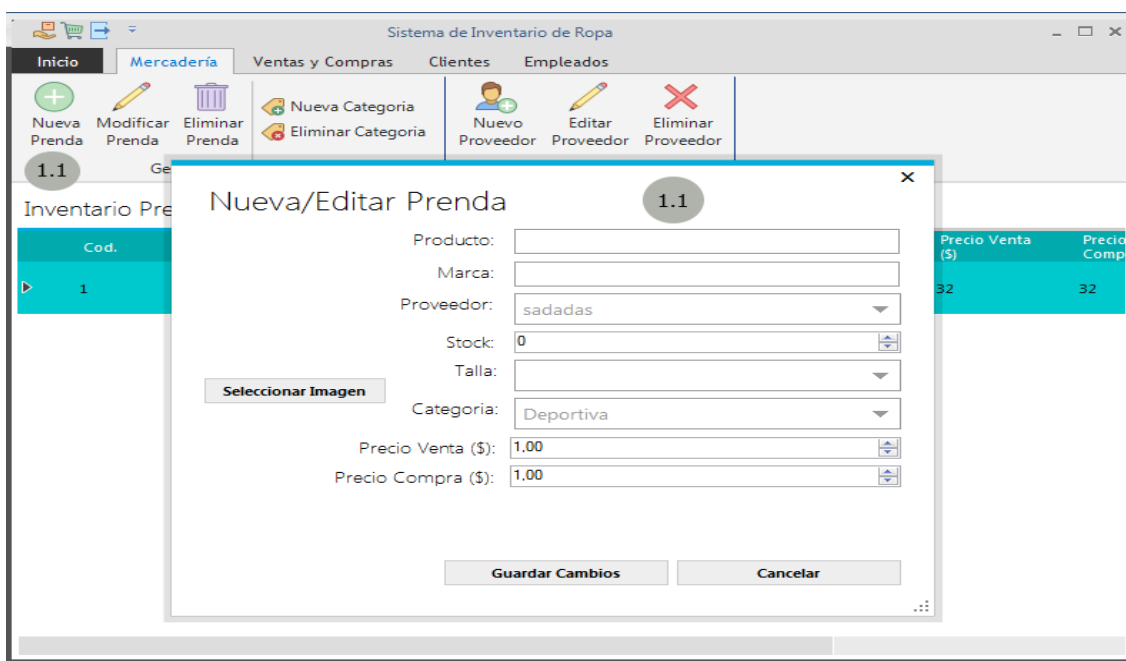 Sistema de Inventario de Ropa
Inicio Mercadería Ventas y Compras Clientes Empleados
Nueva Prenda
Modificar Prenda
Eliminar Prenda
Nueva Categoria
Eliminar Categoria
Nuevo Proveedor
Editar Proveedor
Eliminar Proveedor
1.1
Ge
Inventario Pre
Cod.
Precio Venta ($)
Precio Comp
1
32
32
Nueva/Editar Prenda
1.1
Producto:
Marca:
Proveedor: sadadas
Stock: 0
Talla:
Seleccionar Imagen
Categoria: Deportiva
Precio Venta ($): 1,00
Precio Compra ($): 1,00
Guardar Cambios
Cancelar